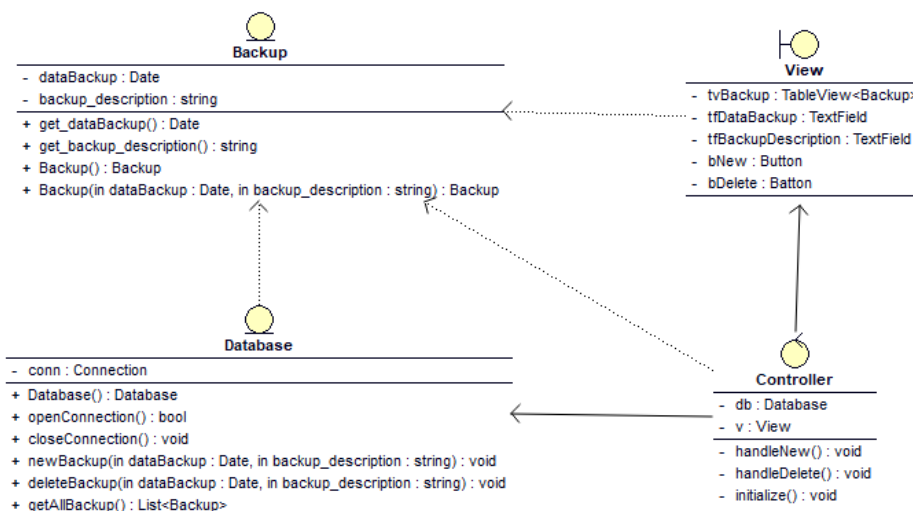 Backup
- dataBackup : Date
- backup_description : string
+ get_dataBackup() : Date
+ get_backup_description() : string
+ Backup() : Backup
+ Backup(in dataBackup : Date, in backup_description : string) : Backup
View
- tvBackup : TableView<Backup>
- tfDataBackup : TextField
- tfBackupDescription : TextField
- bNew : Button
- bDelete : Batton
Database
- conn : Connection
+ Database() : Database
+ openConnection() : bool
+ closeConnection() : void
+ newBackup(in dataBackup : Date, in backup_description : string) : void
+ deleteBackup(in dataBackup : Date, in backup_description : string) : void
+ getAllBackup() : List<Backup>
Controller
- db : Database
- v : View
- handleNew() : void
- handleDelete() : void
- initialize() : void